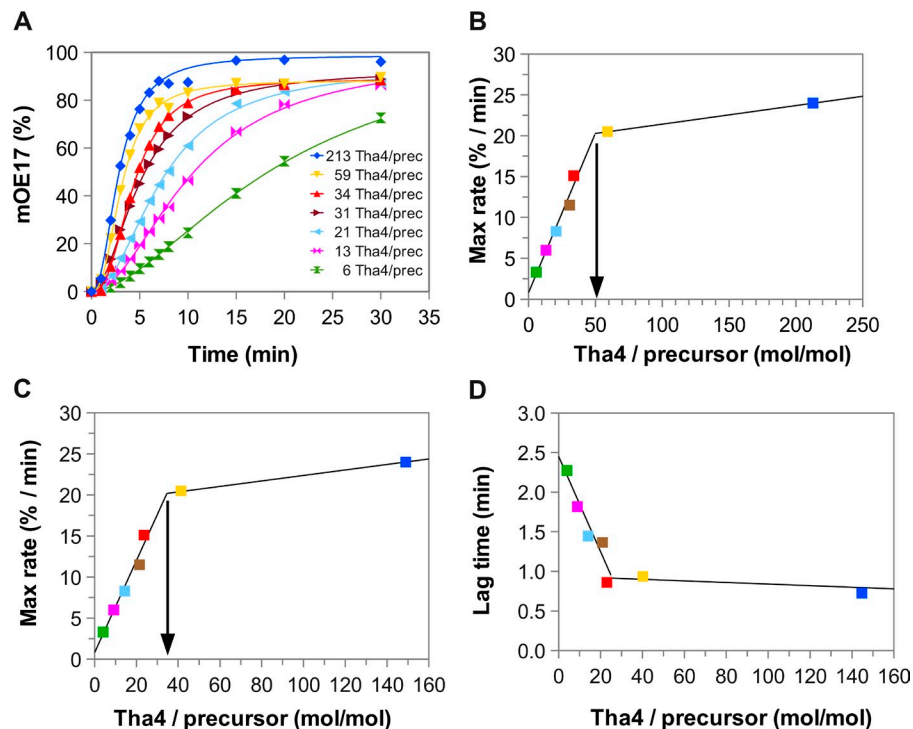 A
100
80
60
40
20
0
mOE17 (%)
213 Tha4/prec
59 Tha4/prec
34 Tha4/prec
31 Tha4/prec
21 Tha4/prec
13 Tha4/prec
6 Tha4/prec
0 5 10 15 20 25 30 35
Time (min)
B
30
25
20
15
10
5
0
Max rate (% / min)
0 50 100 150 200 250
Tha4 / precursor (mol/mol)
C
30
25
20
15
10
5
0
Max rate (% / min)
0 20 40 60 80 100 120 140 160
Tha4 / precursor (mol/mol)
D
3.0
2.5
2.0
1.5
1.0
0.5
0.0
Lag time (min)
0 20 40 60 80 100 120 140 160
Tha4 / precursor (mol/mol)